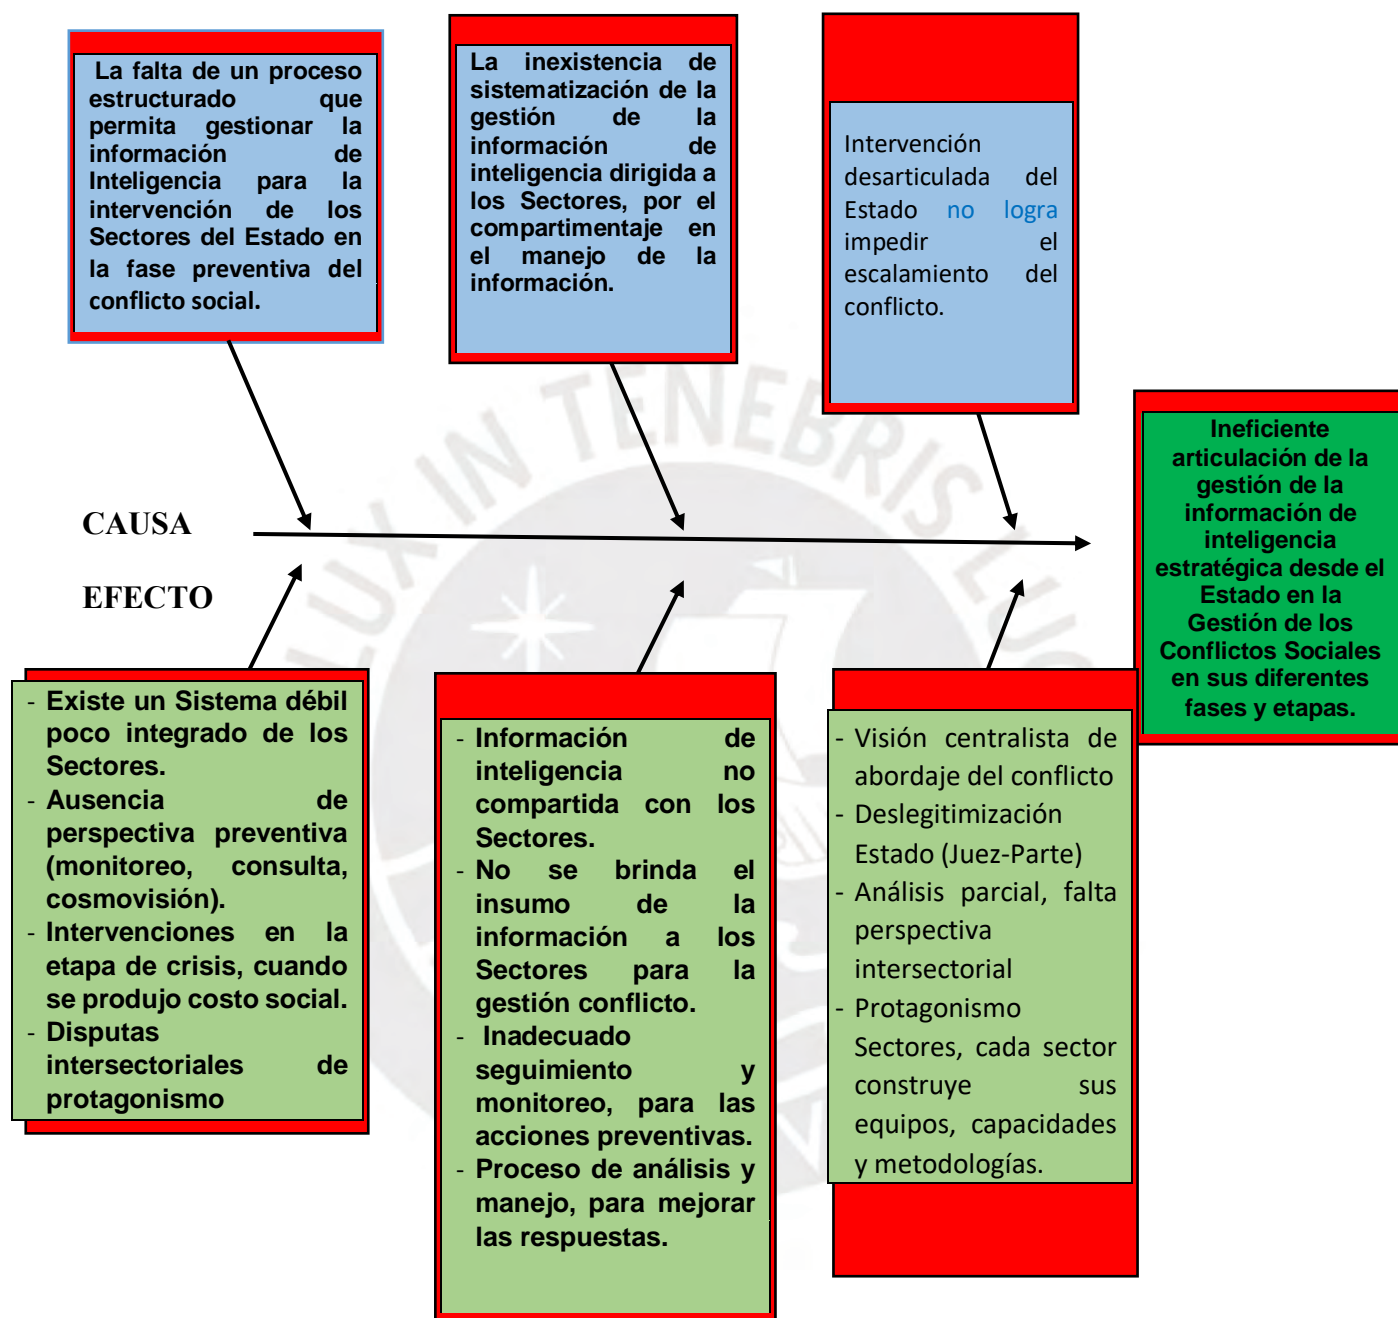 La falta de un proceso
estructurado que
permita gestionar la
información de
Inteligencia para la
intervención de los
Sectores del Estado en
la fase preventiva del
conflicto social.
La inexistencia de
sistematización de la
gestión de la
información de
inteligencia dirigida a
los Sectores, por el
compartimentaje en
el manejo de la
información.
Intervención
desarticulada del
Estado no logra
impedir el
escalamiento del
conflicto.
Ineficiente
articulación de la
gestión de la
información de
inteligencia
estratégica desde el
Estado en la
Gestión de los
Conflictos Sociales
en sus diferentes
fases y etapas.
CAUSA
EFECTO
- Existe un Sistema débil
poco integrado de los
Sectores.
- Ausencia de
perspectiva preventiva
(monitoreo, consulta,
cosmovisión).
- Intervenciones en la
etapa de crisis, cuando
se produjo costo social.
- Disputas
intersectoriales de
protagonismo
- Información de
inteligencia no
compartida con los
Sectores.
- No se brinda el
insumo de la
información a los
Sectores para la
gestión conflicto.
- Inadecuado
seguimiento y
monitoreo, para las
acciones preventivas.
- Proceso de análisis y
manejo, para mejorar
las respuestas.
- Visión centralista de
abordaje del conflicto
- Deslegitimización
Estado (Juez-Parte)
- Análisis parcial, falta
perspectiva
intersectorial
- Protagonismo
Sectores, cada sector
construye sus
equipos, capacidades
y metodologías.
LUX IN TENEBRIS